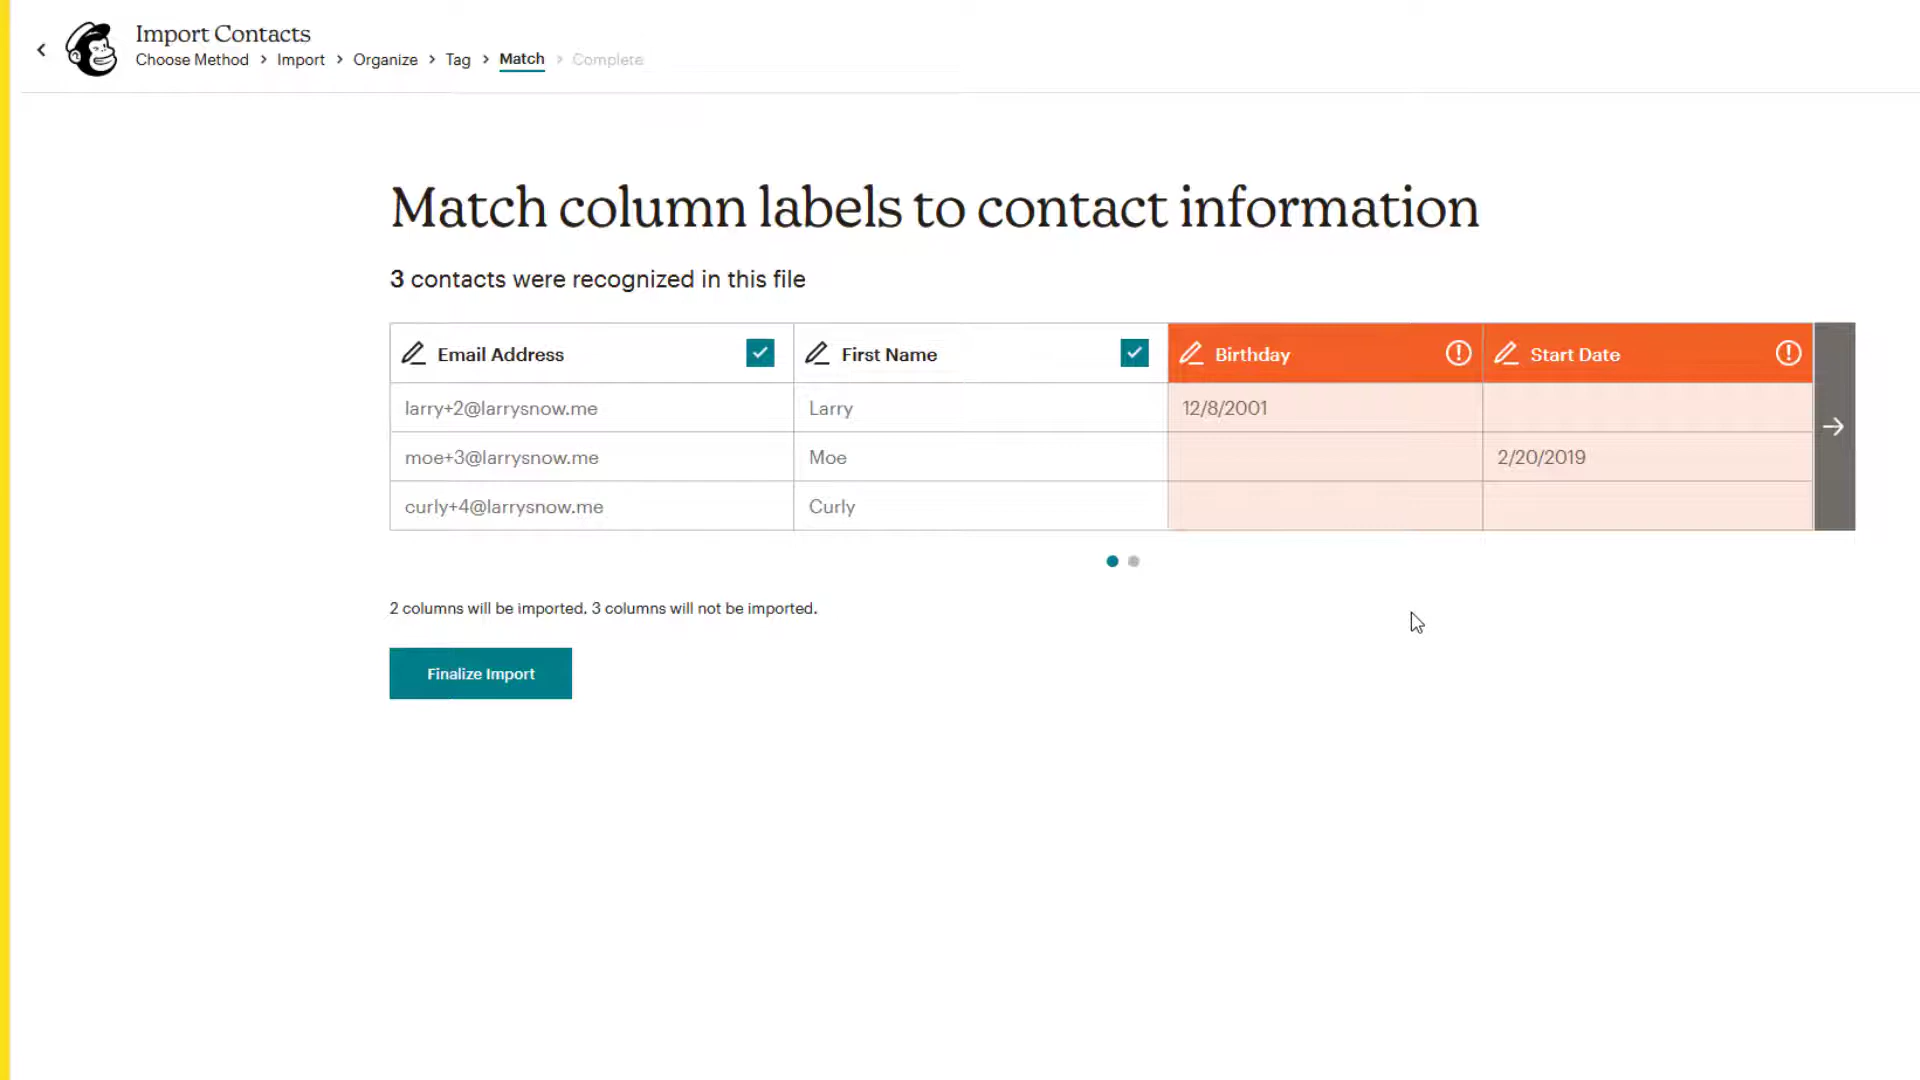 Import Contacts
Choose Method > Import > Organize > Tag > Match > Complete
Match column labels to contact information
3 contacts were recognized in this file
Email Address First Name Birthday Start Date
larry+2@larrysnow.me Larry 12/8/2001
moe+3@larrysnow.me Moe 2/20/2019
curly+4@larrysnow.me Curly
2 columns will be imported. 3 columns will not be imported.
Finalize Import